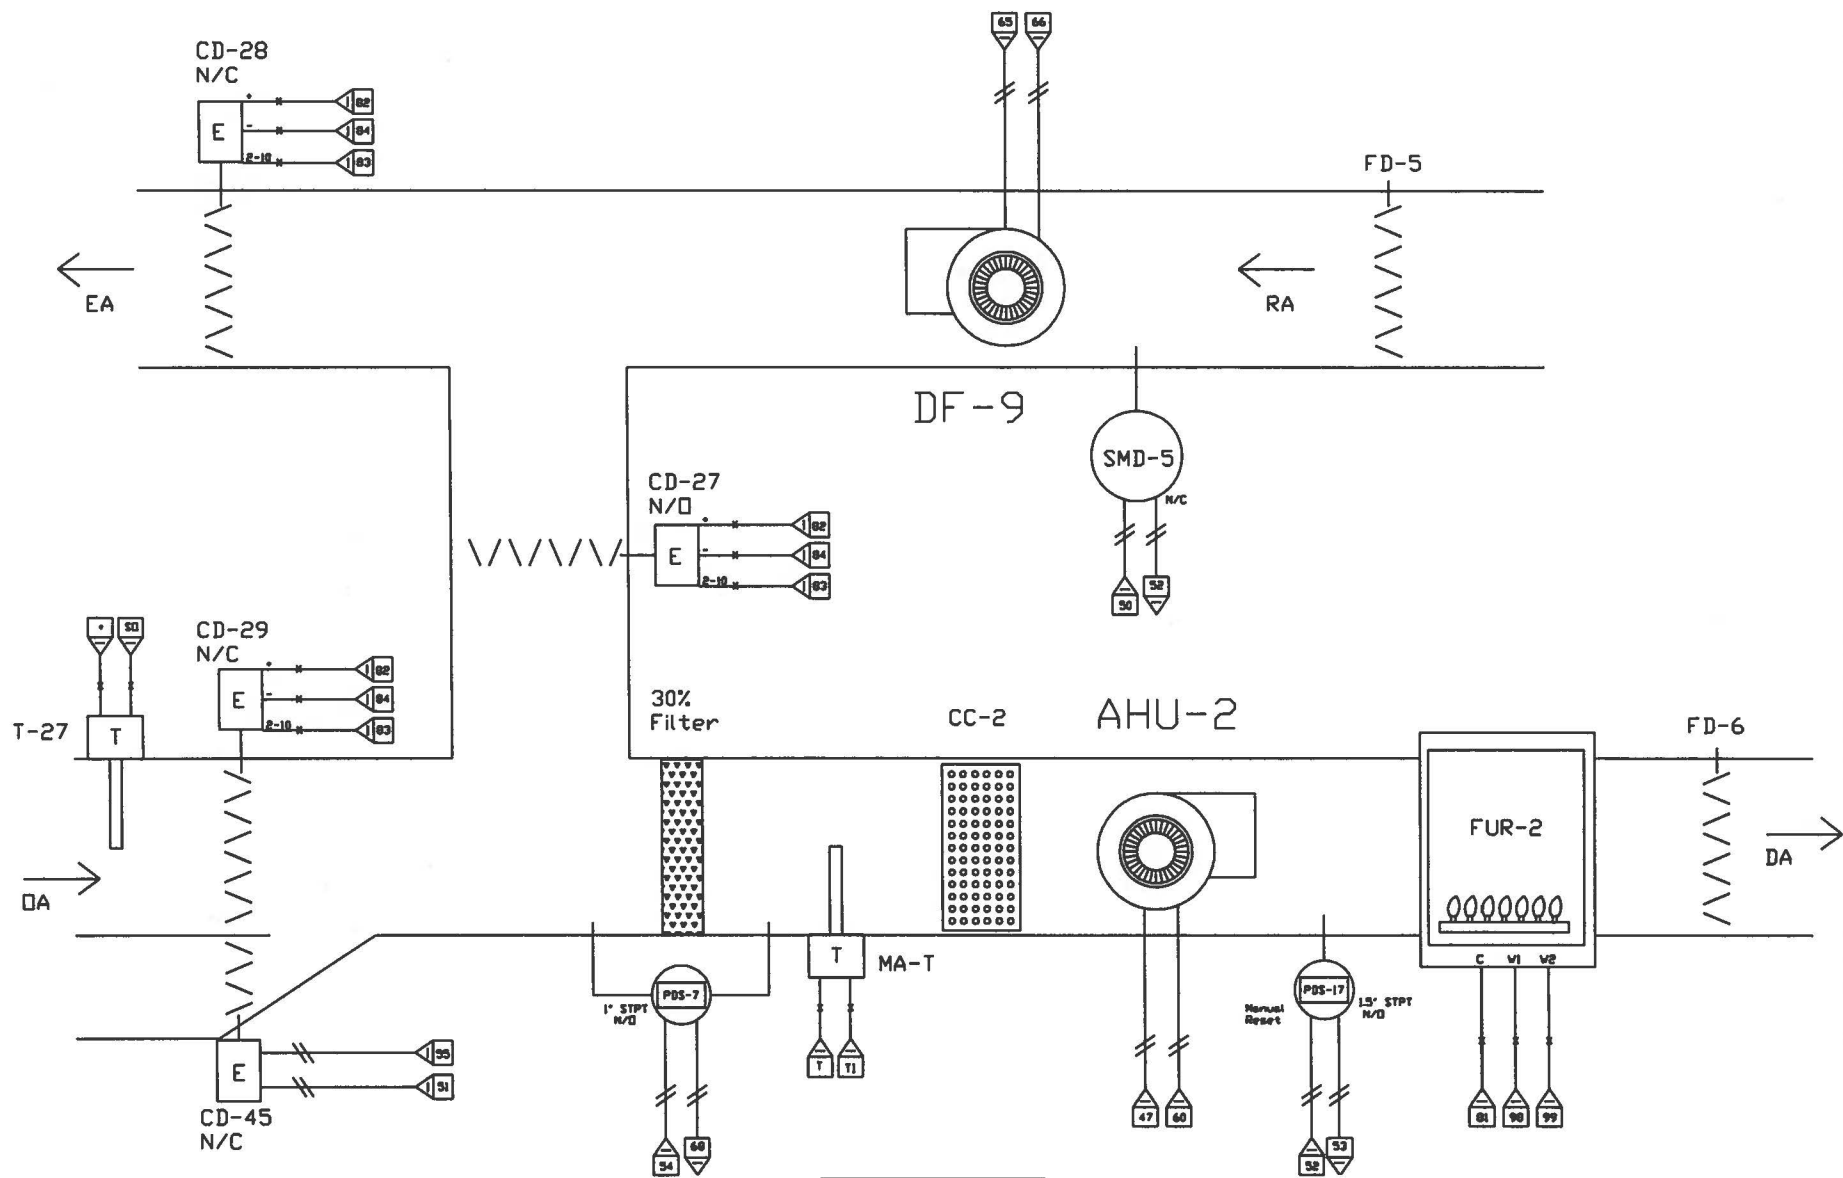 65 66
CD-28
N/C
E
+
82
-
84
2-10
83
FD-5
EA
RA
DF-9
SMD-5
N/C
50
52
CD-27
N/O
E
+
82
-
84
2-10
83
+ SO
T-27
T
CD-29
N/C
E
+
82
-
84
2-10
83
30%
Filter
CC-2
AHU-2
FD-6
FUR-2
OA
DA
C W1 W2
81 98 99
T
MA-T
T T1
PDS-7
1" STPT
N/O
54
68
47 60
PDS-17
Manual
Reset
1.5" STPT
N/O
52
53
E
55
51
CD-45
N/C